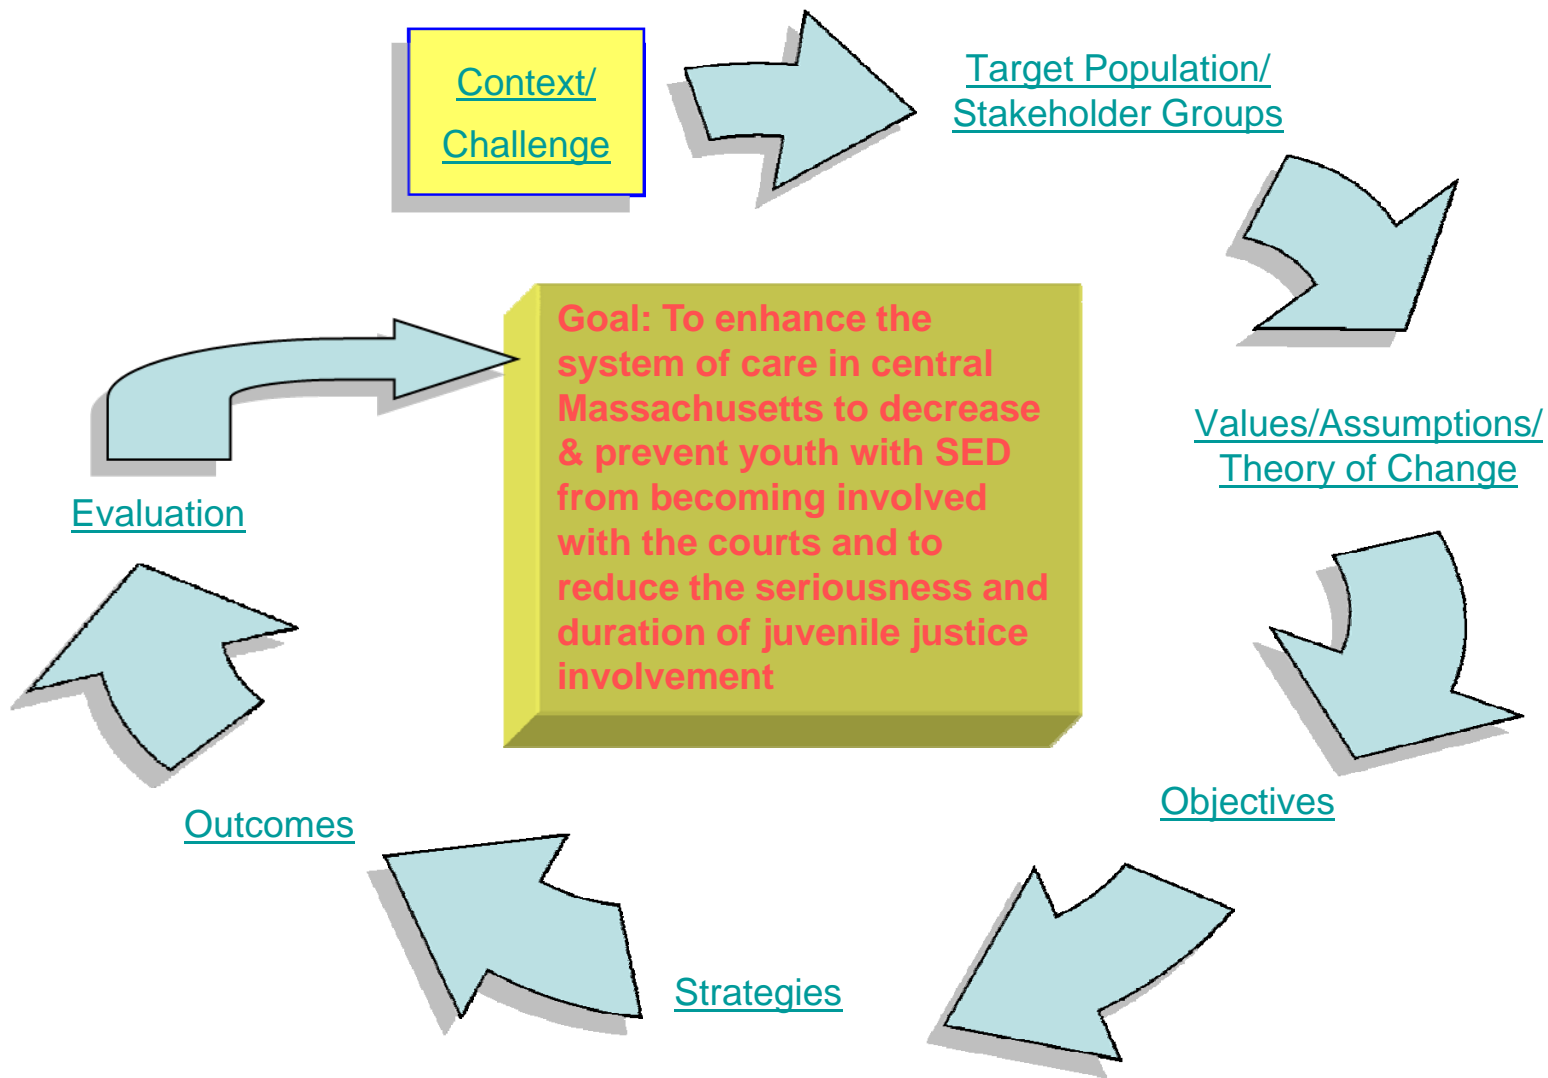 Context/
Challenge
Target Population/
Stakeholder Groups
Values/Assumptions/
Theory of Change
Objectives
Strategies
Outcomes
Evaluation
Goal: To enhance the
system of care in central
Massachusetts to decrease
& prevent youth with SED
from becoming involved
with the courts and to
reduce the seriousness and
duration of juvenile justice
involvement